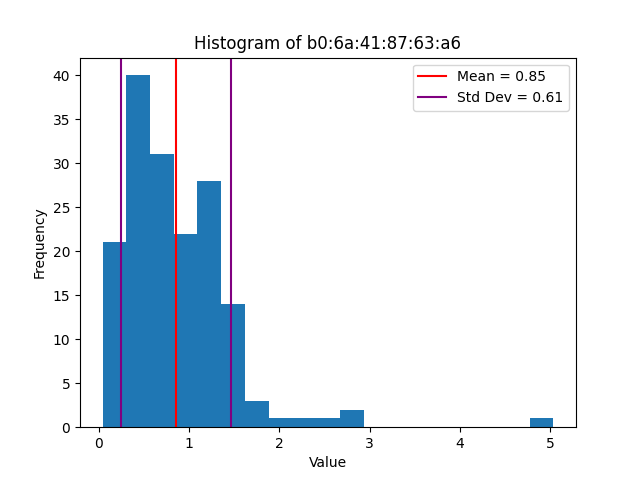 Histogram of b0:6a:41:87:63:a6
Mean = 0.85
Std Dev = 0.61
40
35
30
25
20
15
10
5
0
Frequency
0 1 2 3 4 5
Value